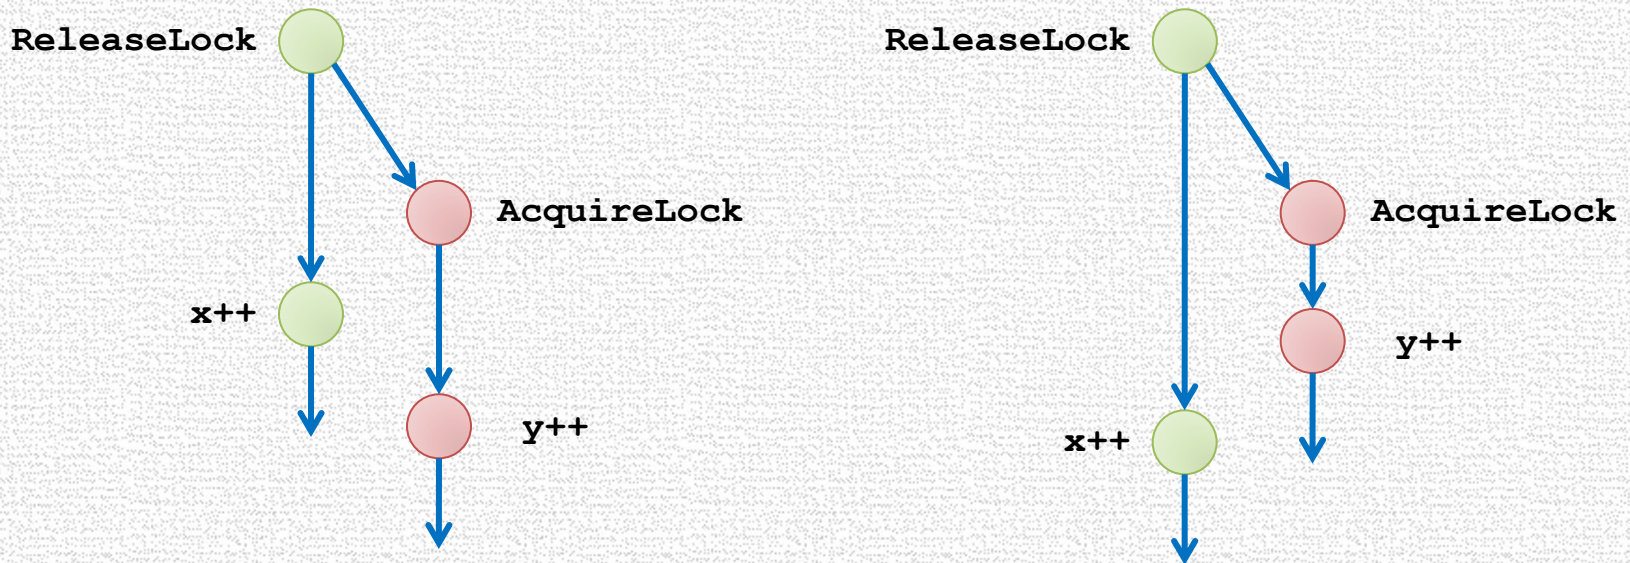 ReleaseLock
AcquireLock
x++
y++
ReleaseLock
AcquireLock
y++
x++